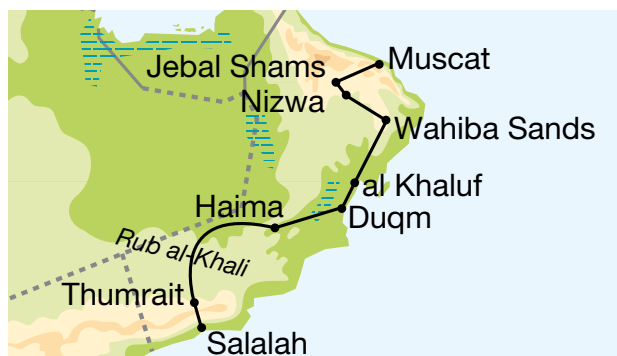 Muscat
Jebal Shams
Nizwa
Wahiba Sands
al Khaluf
Haima
Duqm
Rub al-Khali
Thumrait
Salalah